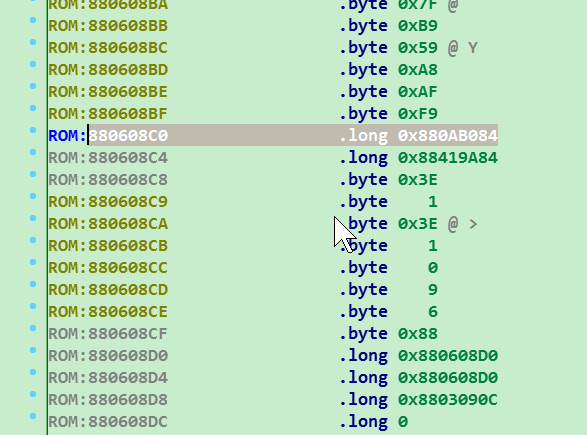 ROM:880608BA .byte 0x7F @
ROM:880608BB .byte 0xB9
ROM:880608BC .byte 0x59 @ Y
ROM:880608BD .byte 0xA8
ROM:880608BE .byte 0xAF
ROM:880608BF .byte 0xF9
ROM:880608C0 .long 0x880AB084
ROM:880608C4 .long 0x88419A84
ROM:880608C8 .byte 0x3E
ROM:880608C9 .byte 1
ROM:880608CA .byte 0x3E @ >
ROM:880608CB .byte 1
ROM:880608CC .byte 0
ROM:880608CD .byte 9
ROM:880608CE .byte 6
ROM:880608CF .byte 0x88
ROM:880608D0 .long 0x880608D0
ROM:880608D4 .long 0x880608D0
ROM:880608D8 .long 0x8803090C
ROM:880608DC .long 0